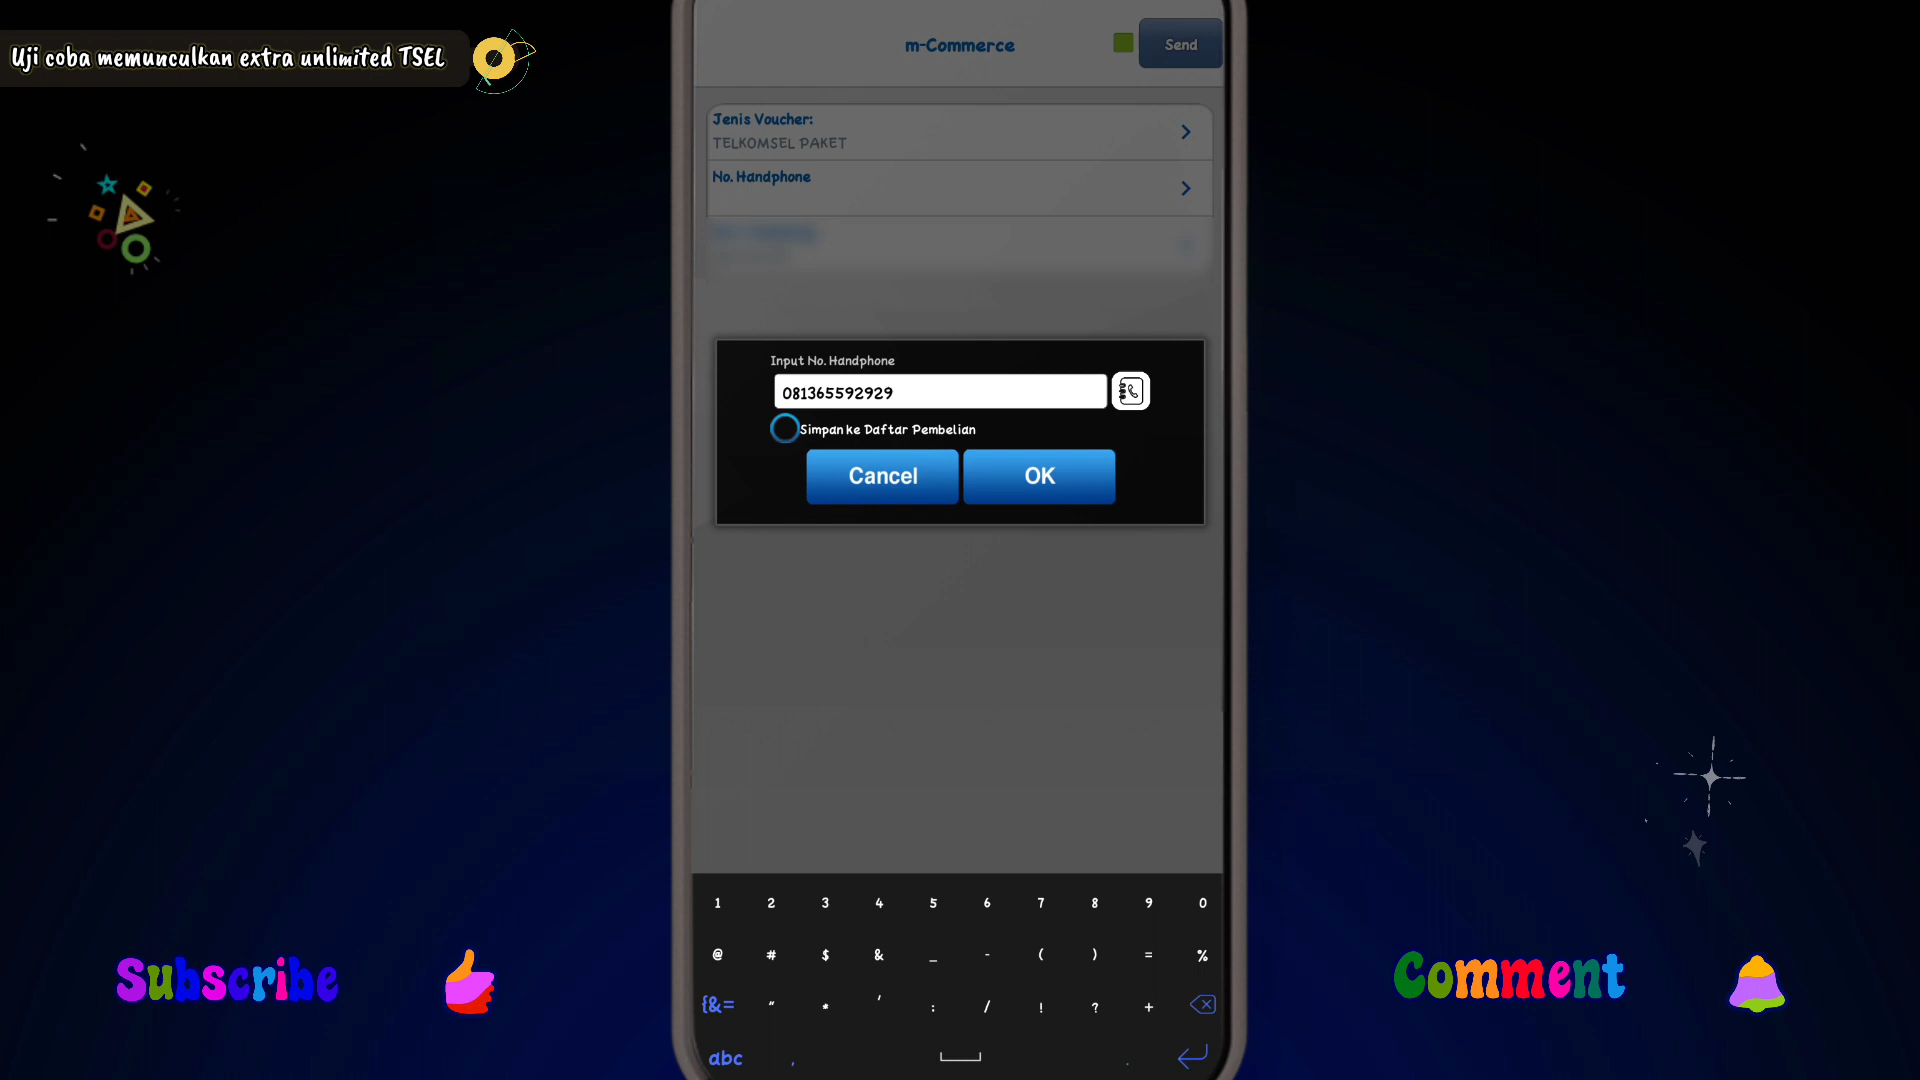 Uji coba memunculkan extra unlimited TSEL
m-Commerce
Send
Jenis Voucher:
TELKOMSEL PAKET
No. Handphone
Input No. Handphone
081365592929
Simpan ke Daftar Pembelian
Cancel
OK
1 2 3 4 5 6 7 8 9 0
@ # $ & _ - ( ) = %
{&= " * ' : / ! ? +
abc , .
Subscribe
Comment